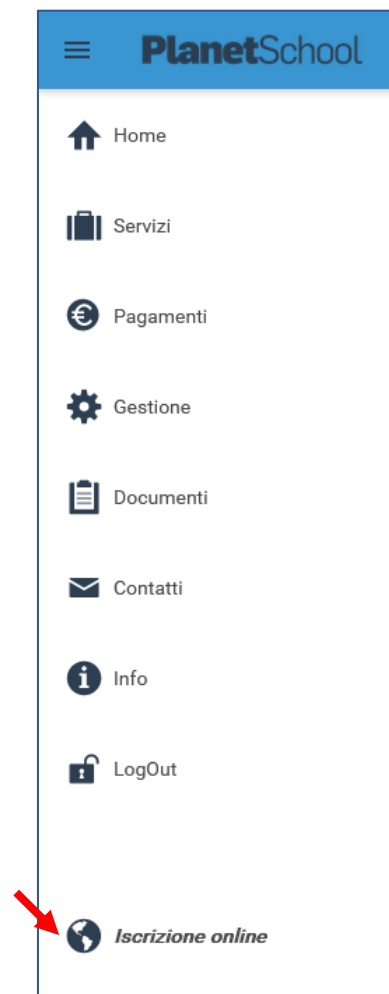 PlanetSchool
Home
Servizi
Pagamenti
Gestione
Documenti
Contatti
Info
LogOut
Iscrizione online